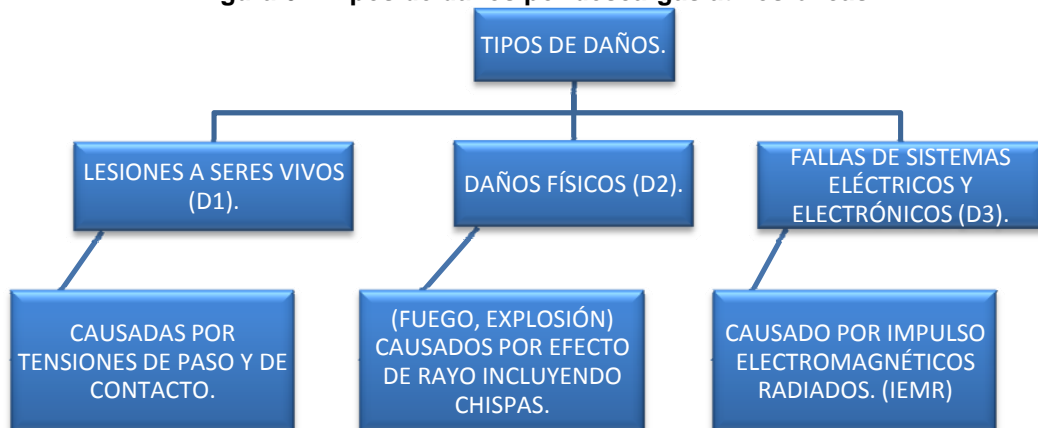 TIPOS DE DAÑOS.
LESIONES A SERES VIVOS
(D1).
DAÑOS FÍSICOS (D2).
FALLAS DE SISTEMAS
ELÉCTRICOS Y
ELECTRÓNICOS (D3).
CAUSADAS POR
TENSIONES DE PASO Y DE
CONTACTO.
(FUEGO, EXPLOSIÓN)
CAUSADOS POR EFECTO
DE RAYO INCLUYENDO
CHISPAS.
CAUSADO POR IMPULSO
ELECTROMAGNÉTICOS
RADIADOS. (IEMR)